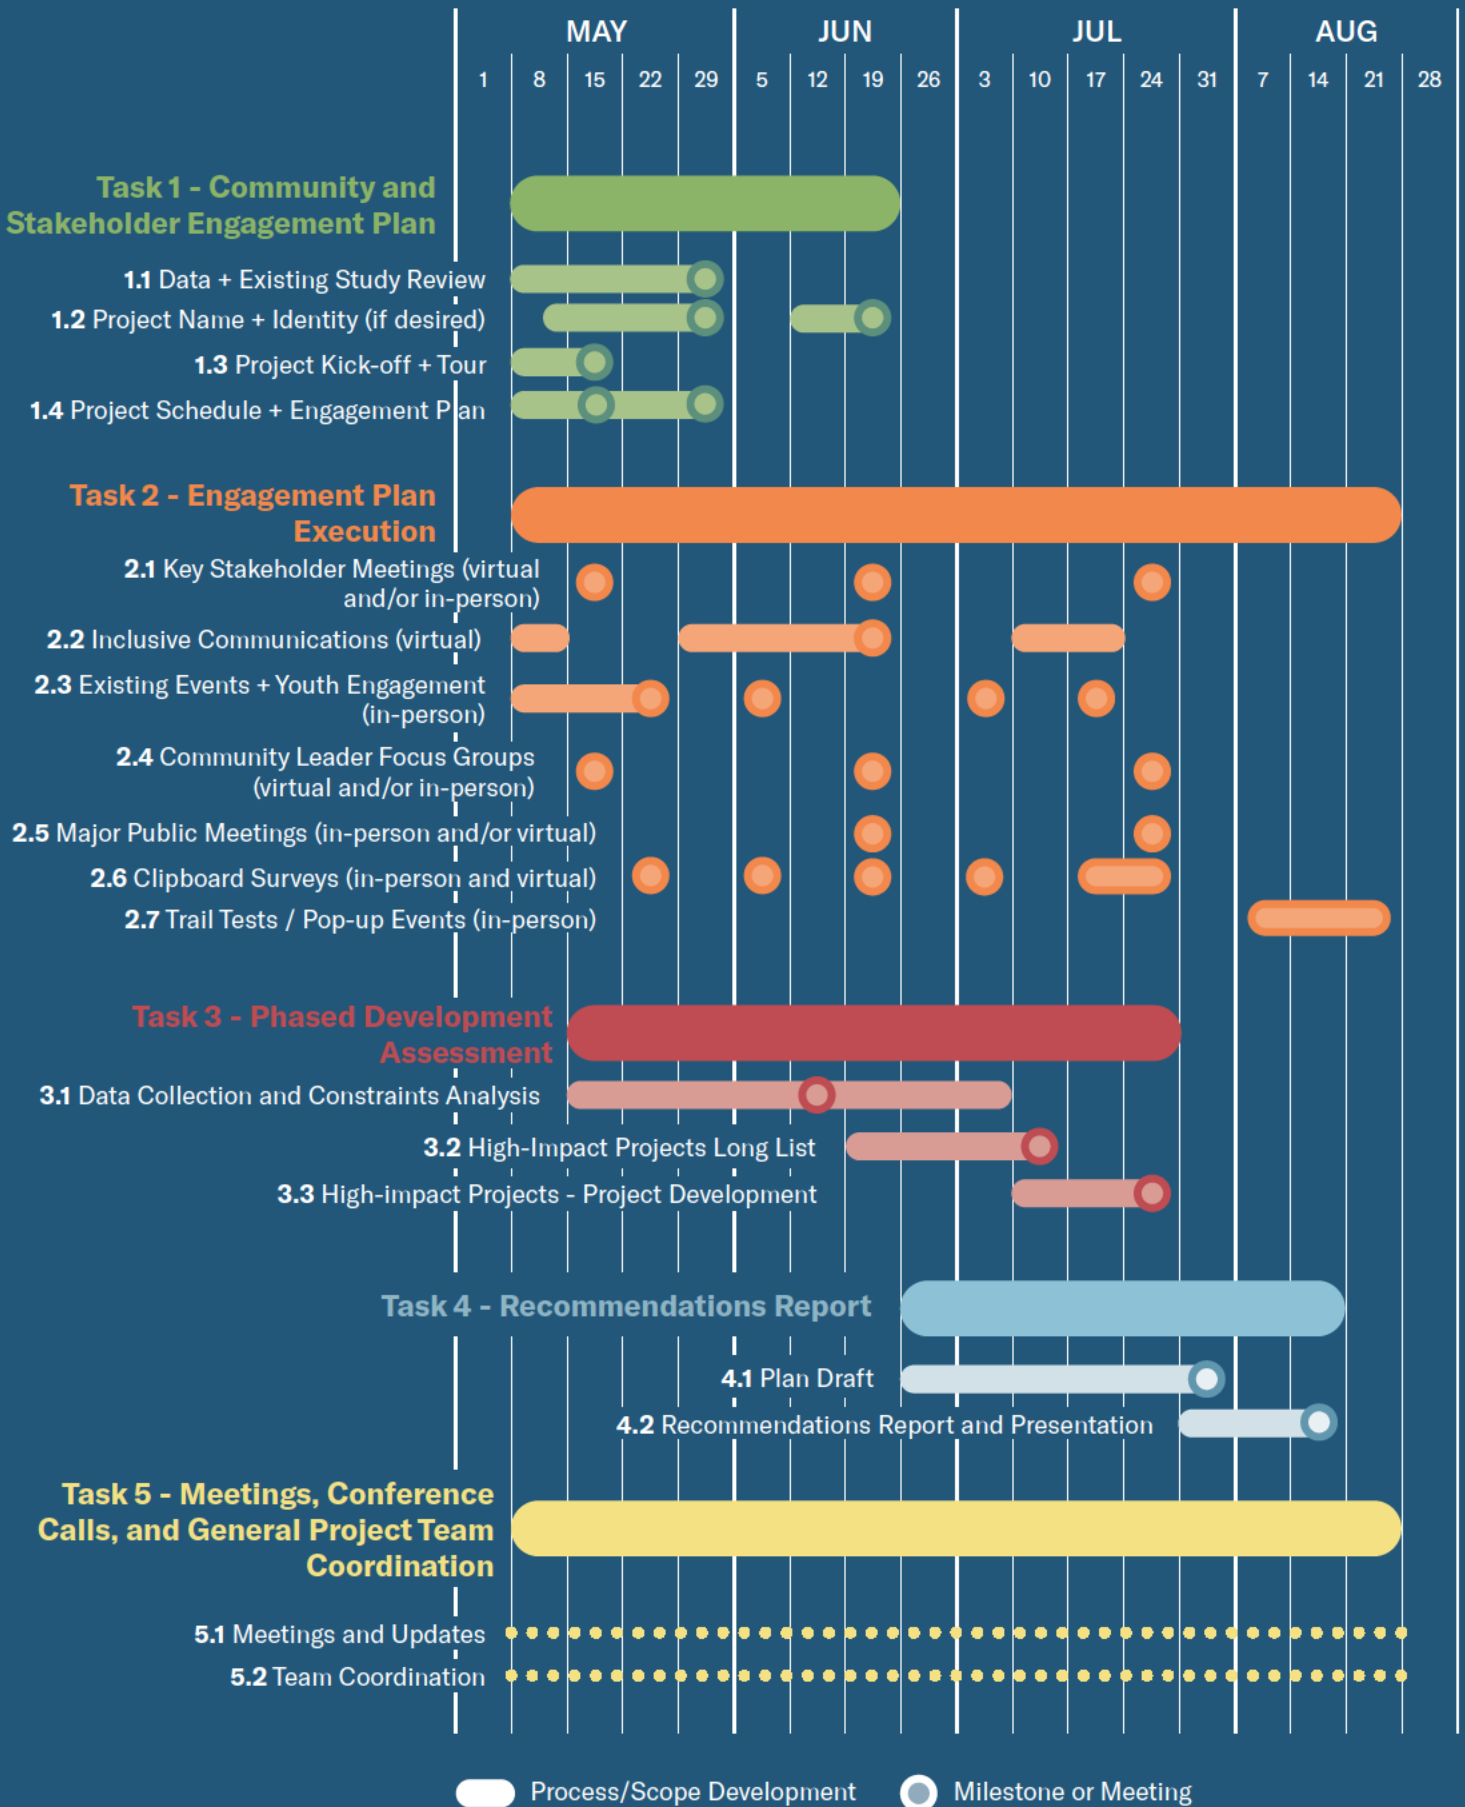 MAY JUN JUL AUG
1 8 15 22 29 5 12 19 26 3 10 17 24 31 7 14 21 28
Task 1 - Community and
Stakeholder Engagement Plan
1.1 Data + Existing Study Review
1.2 Project Name + Identity (if desired)
1.3 Project Kick-off + Tour
1.4 Project Schedule + Engagement Plan
Task 2 - Engagement Plan
Execution
2.1 Key Stakeholder Meetings (virtual
and/or in-person)
2.2 Inclusive Communications (virtual)
2.3 Existing Events + Youth Engagement
(in-person)
2.4 Community Leader Focus Groups
(virtual and/or in-person)
2.5 Major Public Meetings (in-person and/or virtual)
2.6 Clipboard Surveys (in-person and virtual)
2.7 Trail Tests / Pop-up Events (in-person)
Task 3 - Phased Development
Assessment
3.1 Data Collection and Constraints Analysis
3.2 High-Impact Projects Long List
3.3 High-impact Projects - Project Development
Task 4 - Recommendations Report
4.1 Plan Draft
4.2 Recommendations Report and Presentation
Task 5 - Meetings, Conference
Calls, and General Project Team
Coordination
5.1 Meetings and Updates
5.2 Team Coordination
Process/Scope Development
Milestone or Meeting